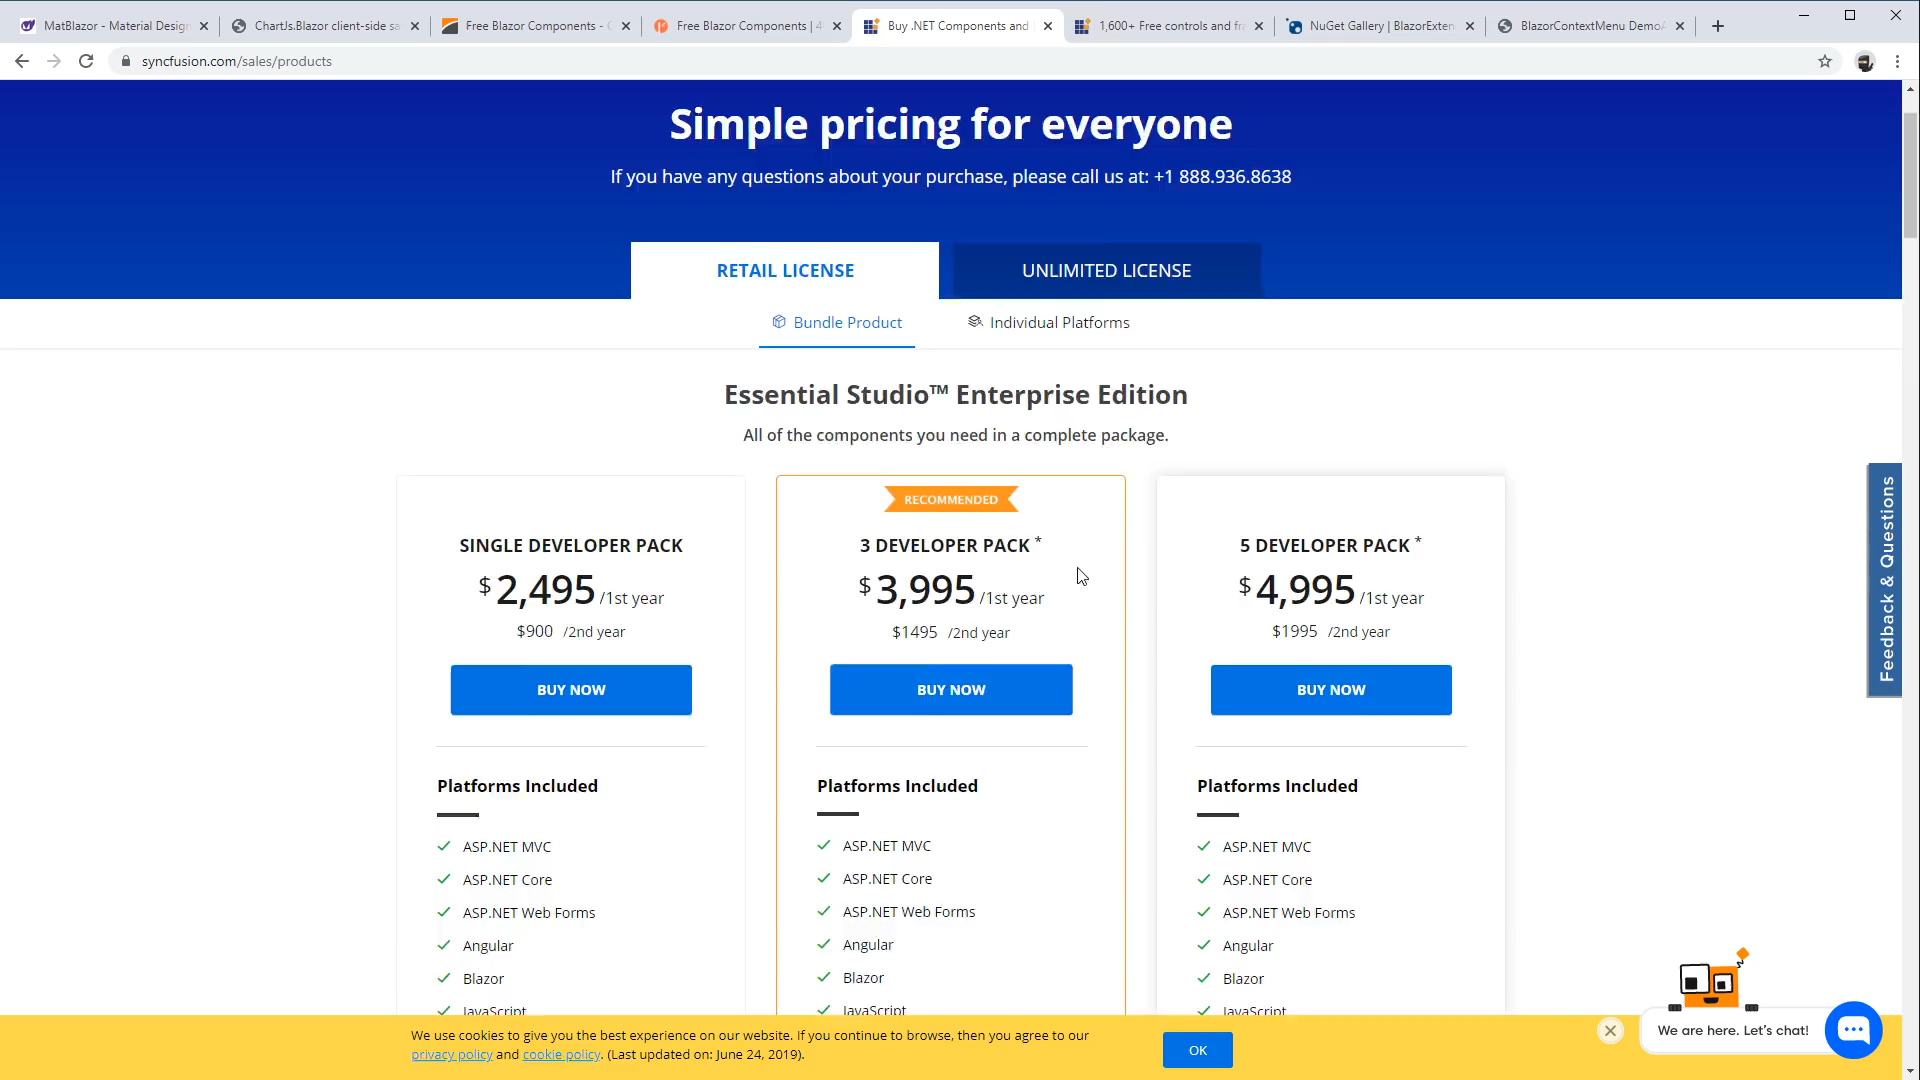 MatBlazor - Material Design
ChartJs.Blazor client-side sa
Free Blazor Components -
Free Blazor Components | 4
Buy .NET Components and
1,600+ Free controls and fra
NuGet Gallery | BlazorExten
BlazorContextMenu Demo
syncfusion.com/sales/products
Simple pricing for everyone
If you have any questions about your purchase, please call us at: +1 888.936.8638
RETAIL LICENSE
UNLIMITED LICENSE
Bundle Product
Individual Platforms
Essential Studio™ Enterprise Edition
All of the components you need in a complete package.
SINGLE DEVELOPER PACK
$2,495 /1st year
$900 /2nd year
BUY NOW
Platforms Included
ASP.NET MVC
ASP.NET Core
ASP.NET Web Forms
Angular
Blazor
JavaScript
RECOMMENDED
3 DEVELOPER PACK *
$3,995 /1st year
$1495 /2nd year
BUY NOW
Platforms Included
ASP.NET MVC
ASP.NET Core
ASP.NET Web Forms
Angular
Blazor
JavaScript
5 DEVELOPER PACK *
$4,995 /1st year
$1995 /2nd year
BUY NOW
Platforms Included
ASP.NET MVC
ASP.NET Core
ASP.NET Web Forms
Angular
Blazor
JavaScript
Feedback & Questions
We use cookies to give you the best experience on our website. If you continue to browse, then you agree to our
privacy policy and cookie policy. (Last updated on: June 24, 2019).
OK
We are here. Let's chat!